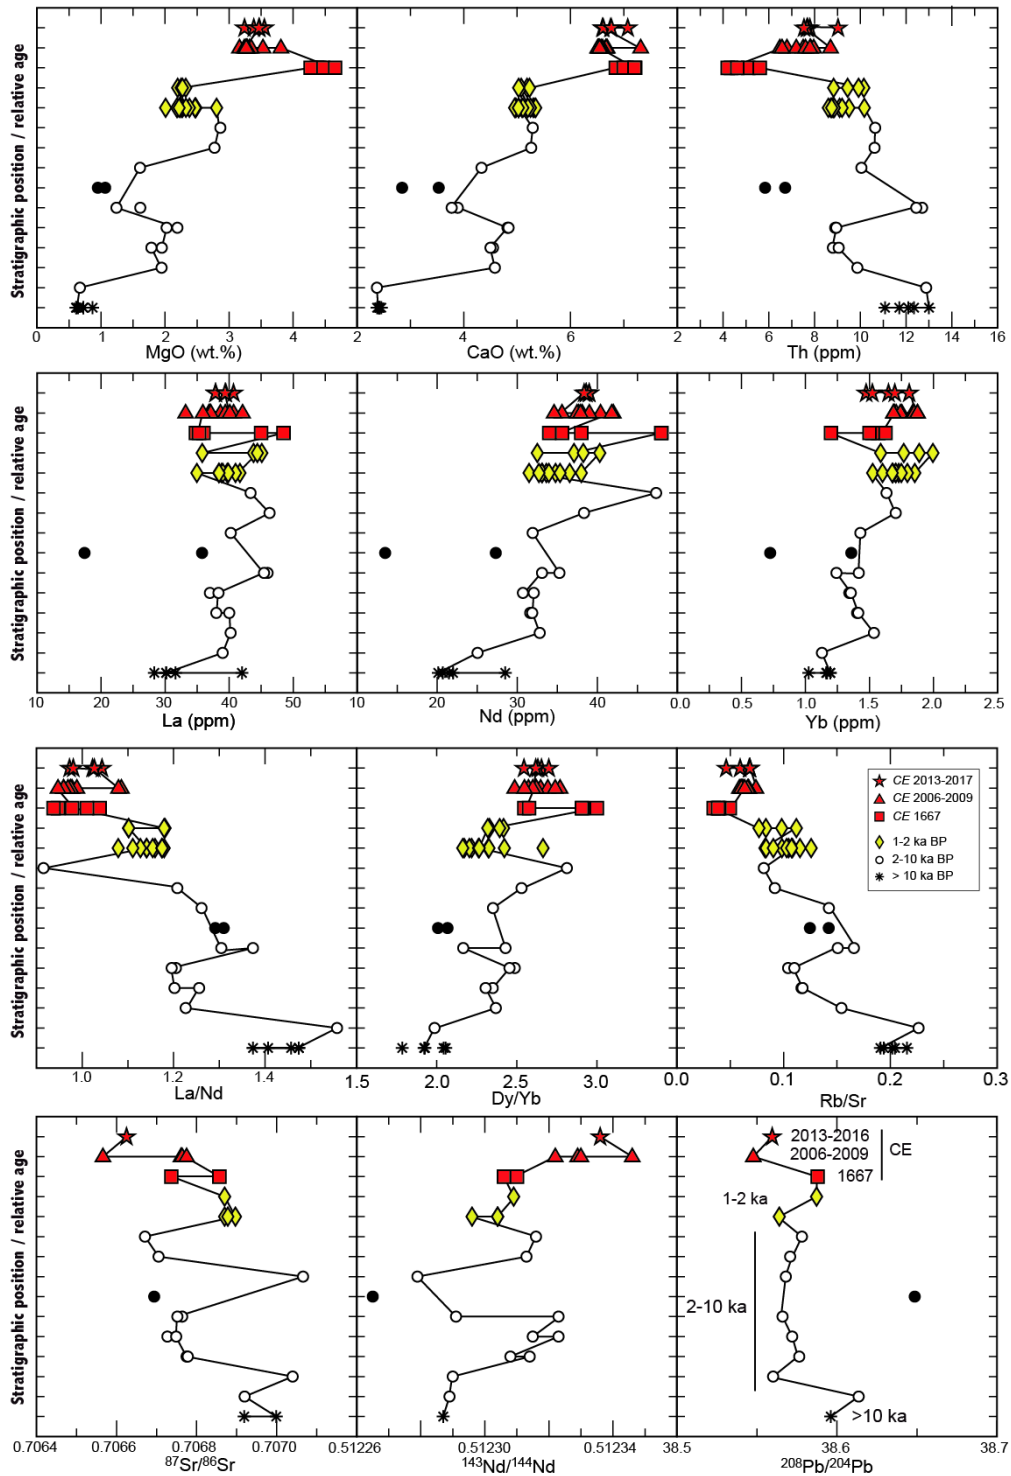 Stratigraphic position / relative age
0 1 2 3 4
MgO (wt.%)
2 4 6
CaO (wt.%)
2 4 6 8 10 12 14 16
Th (ppm)
Stratigraphic position / relative age
10 20 30 40 50
La (ppm)
10 20 30 40
Nd (ppm)
0.0 0.5 1.0 1.5 2.0 2.5
Yb (ppm)
Stratigraphic position / relative age
1.0 1.2 1.4
La/Nd
1.5 2.0 2.5 3.0
Dy/Yb
CE 2013-2017
CE 2006-2009
CE 1667
1-2 ka BP
2-10 ka BP
> 10 ka BP
0.0 0.1 0.2 0.3
Rb/Sr
Stratigraphic position / relative age
0.7064 0.7066 0.7068 0.7070
87Sr/86Sr
0.51226 0.51230 0.51234
143Nd/144Nd
2013-2016
2006-2009
CE
1667
1-2 ka
2-10 ka
>10 ka
38.5 38.6 38.7
208Pb/204Pb